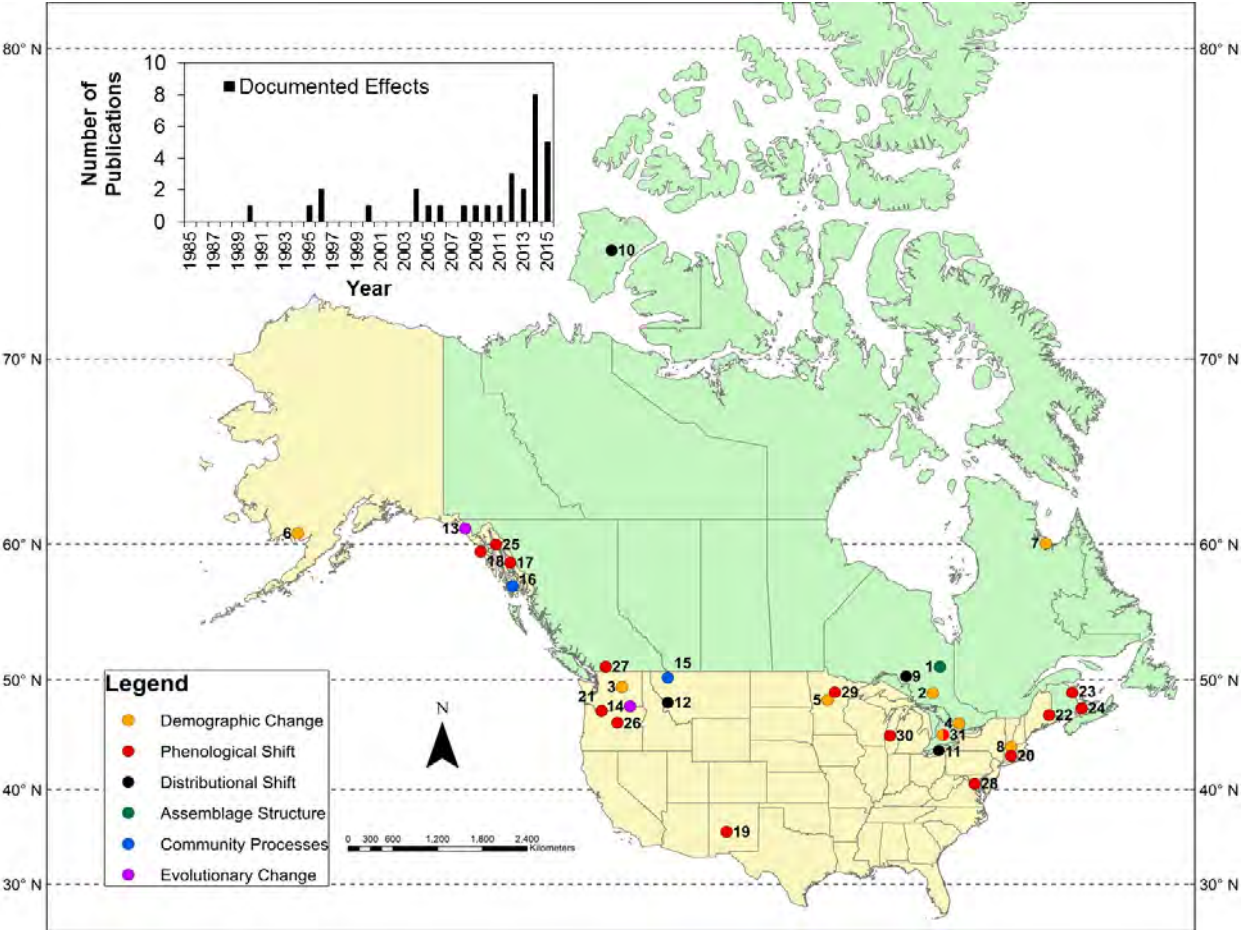 80° N
80° N
10
8
6
4
2
0
Number of
Publications
Documented Effects
1985
1987
1989
1991
1993
1995
1996
1999
2001
2003
2004
2005
2007
2009
2011
2013
2015
Year
10
70° N
70° N
13
6
60° N
25
18
17
16
7
60° N
27
15
1
9
50° N
3
2
50° N
21
14
12
5
29
23
24
22
26
4
30
31
11
8
20
28
40° N
40° N
19
30° N
30° N
N
0
300
600
1,200
1,800
2,400
Kilometers
Legend
Demographic Change
Phenological Shift
Distributional Shift
Assemblage Structure
Community Processes
Evolutionary Change